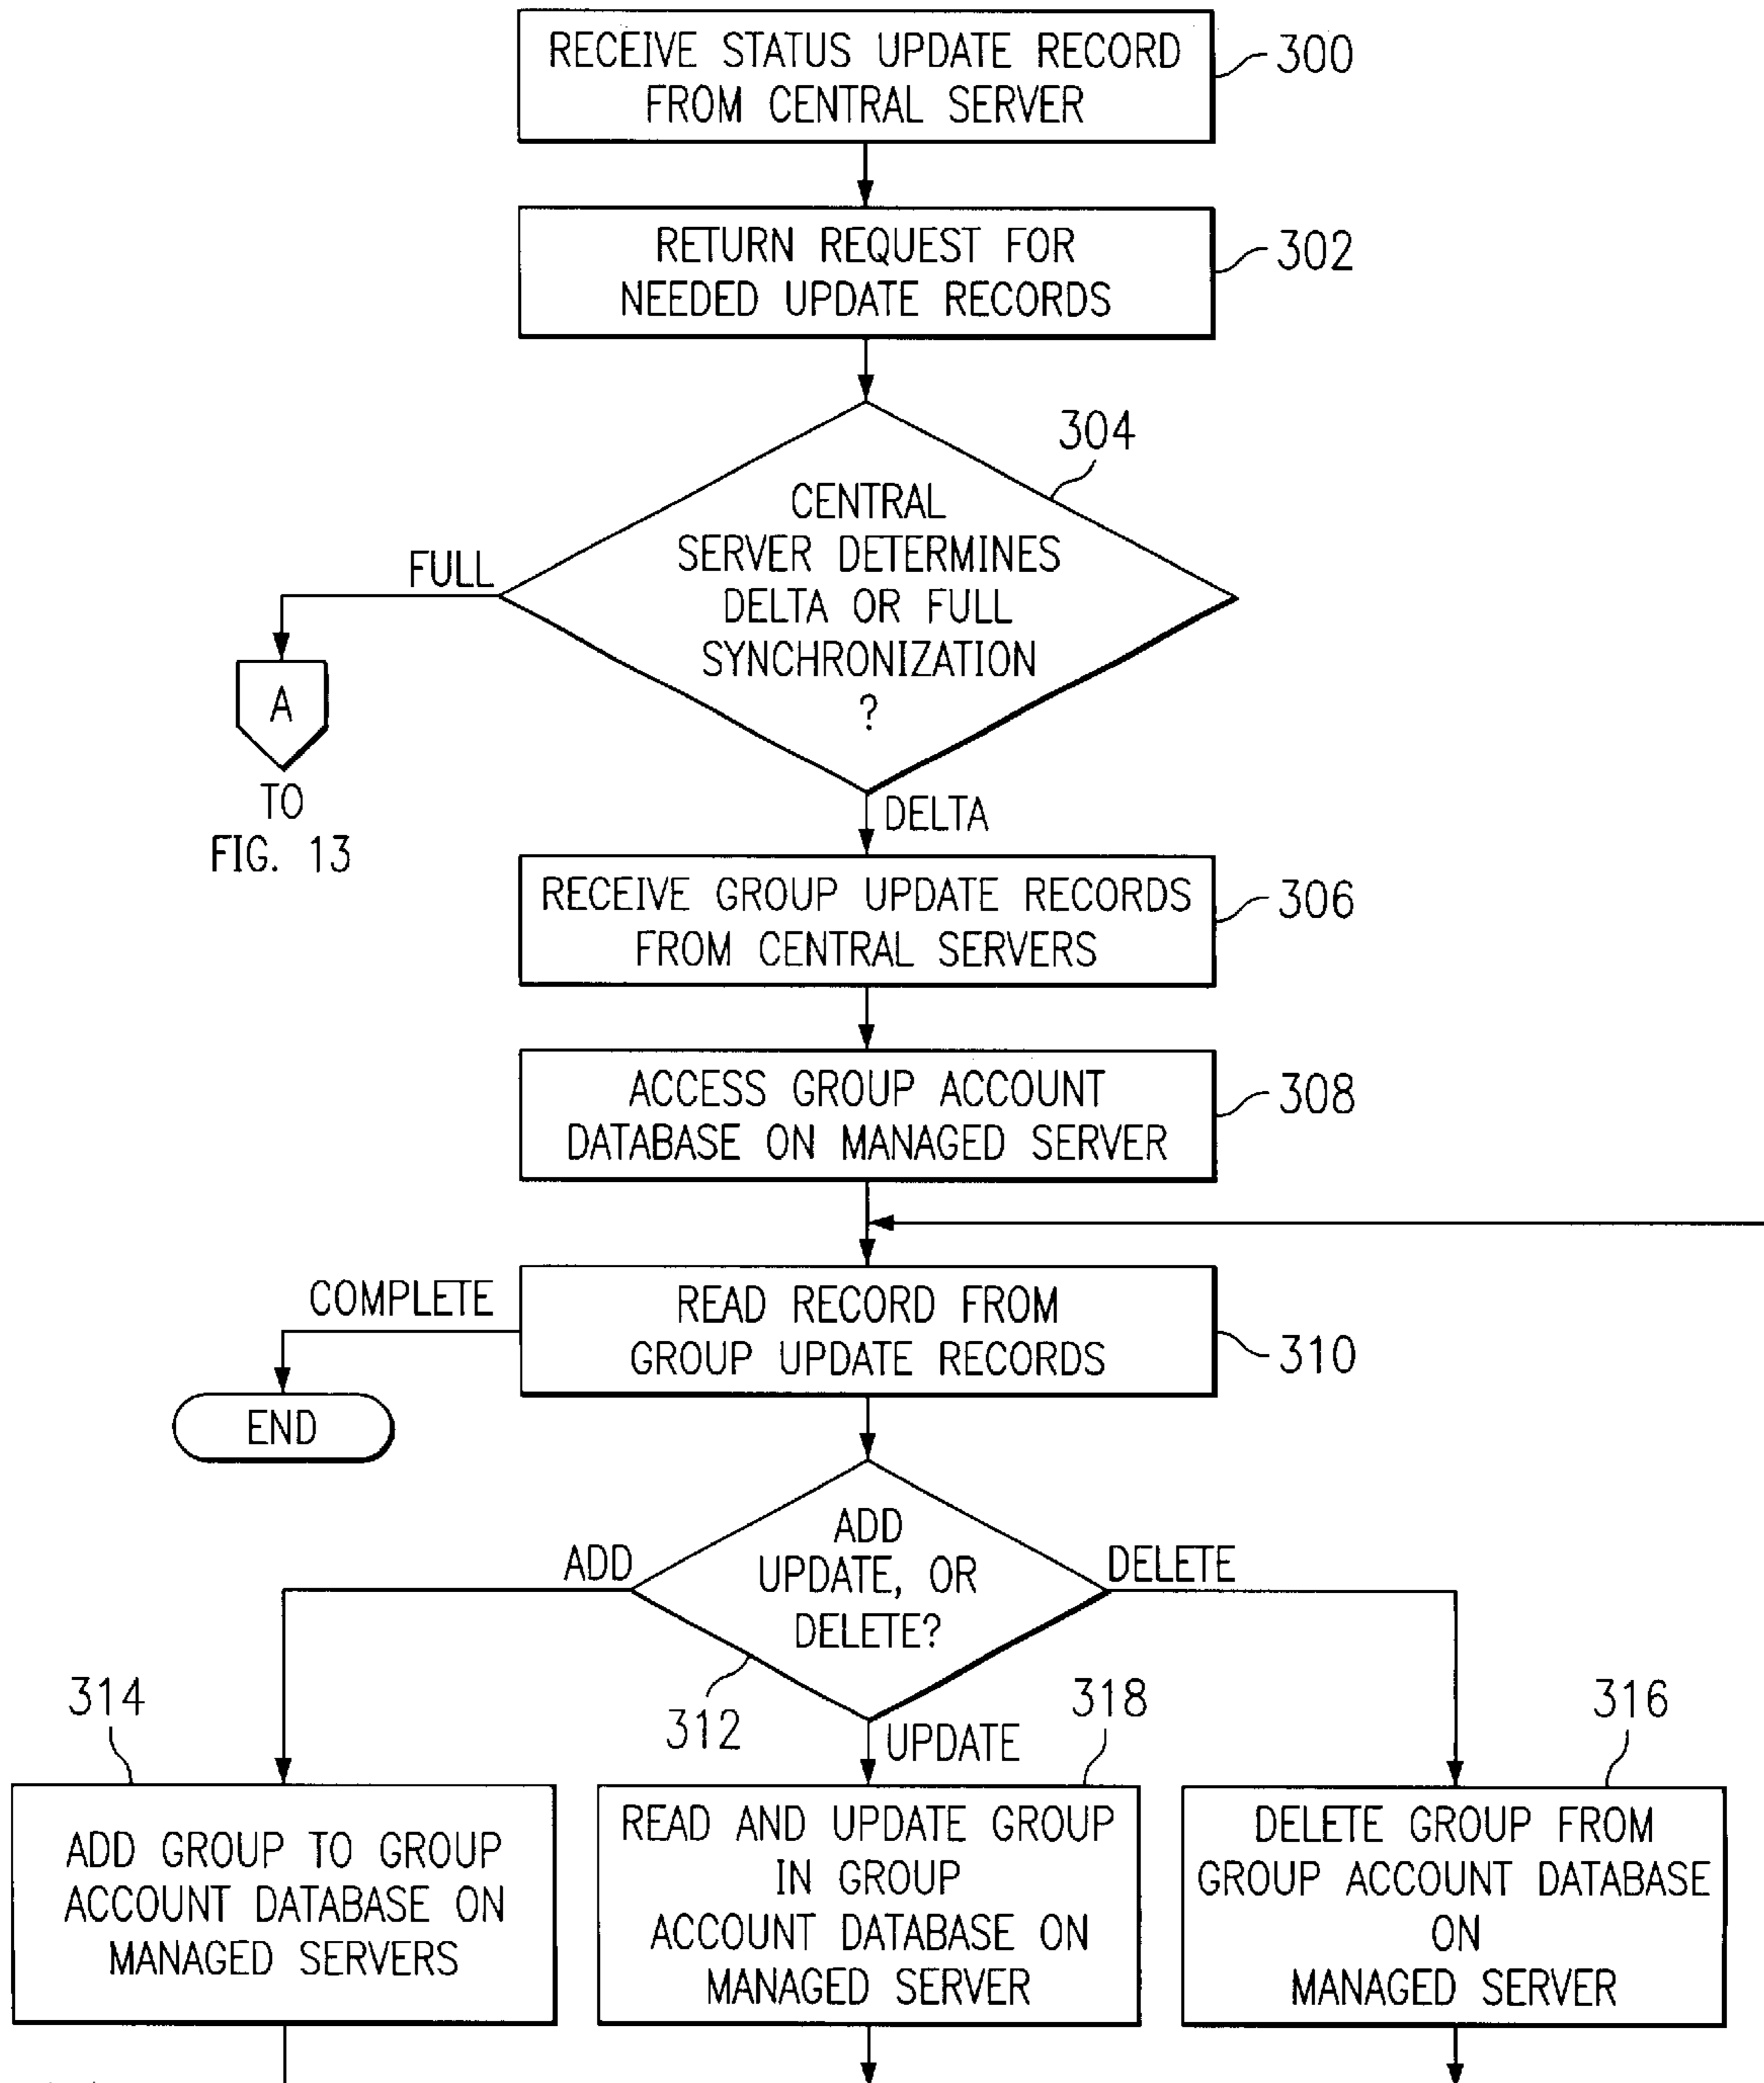 RECEIVE STATUS UPDATE RECORD
FROM CENTRAL SERVER
300
RETURN REQUEST FOR
NEEDED UPDATE RECORDS
302
304
CENTRAL
SERVER DETERMINES
DELTA OR FULL
SYNCHRONIZATION
?
FULL
A
TO
FIG. 13
DELTA
RECEIVE GROUP UPDATE RECORDS
FROM CENTRAL SERVERS
306
ACCESS GROUP ACCOUNT
DATABASE ON MANAGED SERVER
308
COMPLETE
READ RECORD FROM
GROUP UPDATE RECORDS
310
END
ADD
ADD
UPDATE, OR
DELETE?
DELETE
312
UPDATE
314
ADD GROUP TO GROUP
ACCOUNT DATABASE ON
MANAGED SERVERS
318
READ AND UPDATE GROUP
IN GROUP
ACCOUNT DATABASE ON
MANAGED SERVER
316
DELETE GROUP FROM
GROUP ACCOUNT DATABASE
ON
MANAGED SERVER